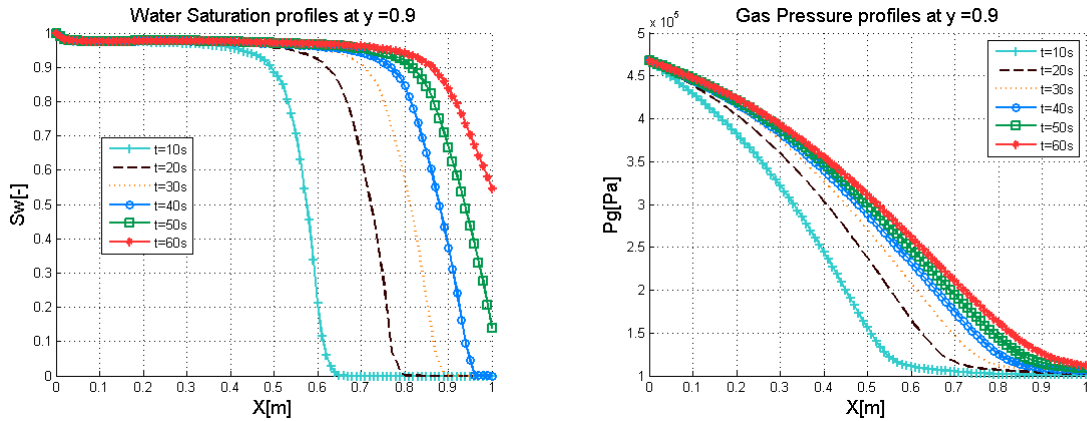 Water Saturation profiles at y =0.9
1
0.9
0.8
0.7
0.6
0.5
0.4
0.3
0.2
0.1
0
Sw[-]
t=10s
t=20s
t=30s
t=40s
t=50s
t=60s
0 0.1 0.2 0.3 0.4 0.5 0.6 0.7 0.8 0.9 1
X[m]
Gas Pressure profiles at y =0.9
x 10⁵
5
4.5
4
3.5
3
2.5
2
1.5
1
Pg[Pa]
t=10s
t=20s
t=30s
t=40s
t=50s
t=60s
0 0.1 0.2 0.3 0.4 0.5 0.6 0.7 0.8 0.9 1
X[m]